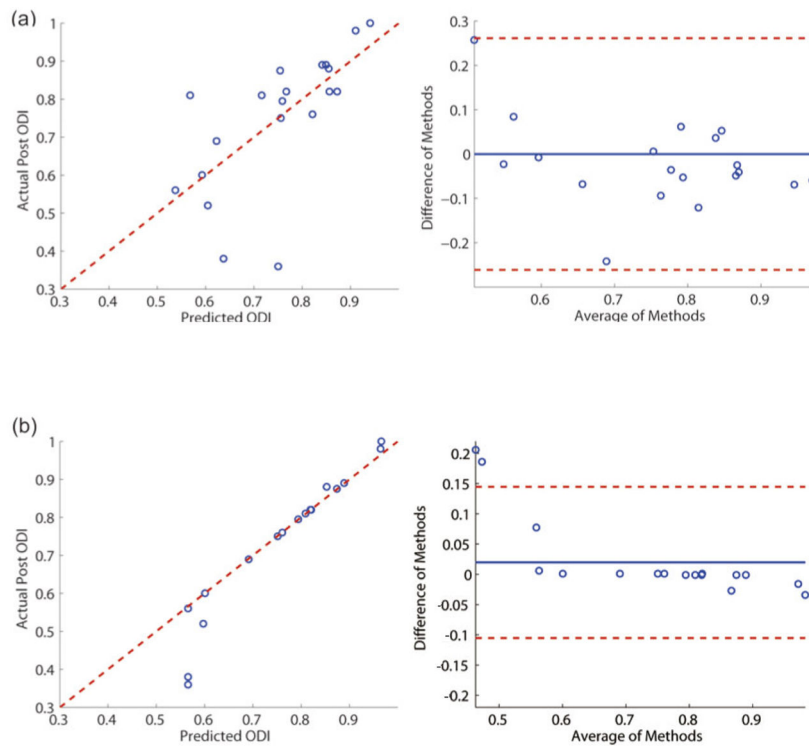 (a)
1
0.9
0.8
0.7
0.6
0.5
0.4
0.3
Actual Post ODI
0.3 0.4 0.5 0.6 0.7 0.8 0.9
Predicted ODI
0.3
0.2
0.1
0
−0.1
−0.2
Difference of Methods
0.6 0.7 0.8 0.9
Average of Methods
(b)
1
0.9
0.8
0.7
0.6
0.5
0.4
0.3
Actual Post ODI
0.3 0.4 0.5 0.6 0.7 0.8 0.9
Predicted ODI
0.2
0.15
0.1
0.05
0
-0.05
-0.1
-0.15
-0.2
Difference of Methods
0.5 0.6 0.7 0.8 0.9
Average of Methods